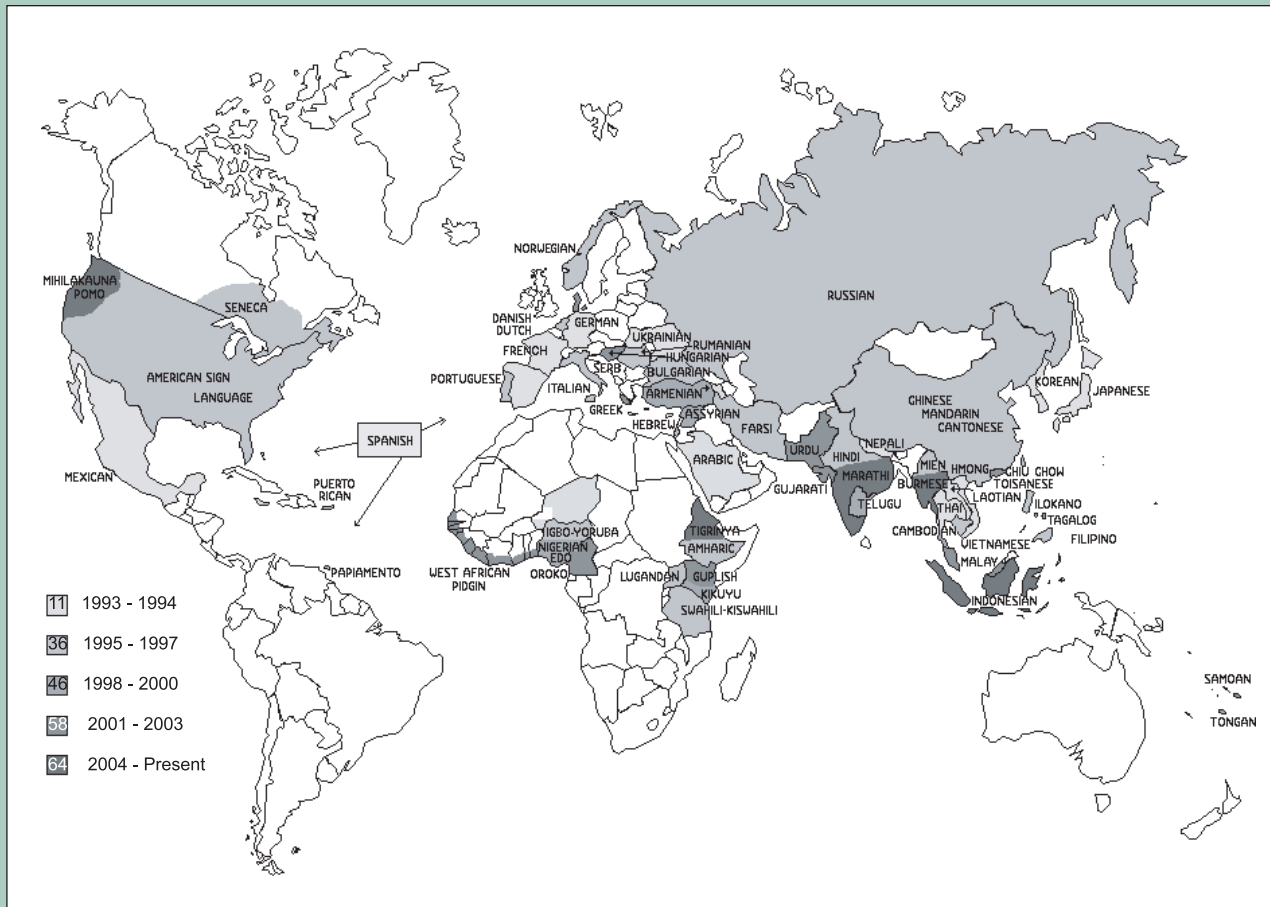 NORWEGIAN
MIHILAKAUNA
POMO
SENECA
RUSSIAN
DANISH
DUTCH
GERMAN
UKRAINIAN
RUMANIAN
FRENCH
HUNGARIAN
SERB
BULGARIAN
PORTUGUESE
ITALIAN
ARMENIAN
AMERICAN SIGN
LANGUAGE
GREEK
ASSYRIAN
HEBREW
FARSI
KOREAN
JAPANESE
CHINESE
MANDARIN
CANTONESE
SPANISH
URDU
HINDI
NEPALI
ARABIC
MEXICAN
PUERTO
RICAN
GUJARATI
MARATHI
TELUGU
MIEN
HMONG
BURMESE
CHIU CHOW
TOISANESE
LAOTIAN
THAI
ILOKANO
TAGALOG
CAMBODIAN
VIETNAMESE
FILIPINO
MALAY
INDONESIAN
IGBO-YORUBA
NIGERIAN
EDO
TIGRINYA
AMHARIC
PAPIAMENTO
WEST AFRICAN
PIDGIN
OROKO
LUGANDAN
GUPLISH
KIKUYU
SWAHILI-KISWAHILI
SAMOAN
TONGAN
11 1993 - 1994
36 1995 - 1997
46 1998 - 2000
58 2001 - 2003
64 2004 - Present